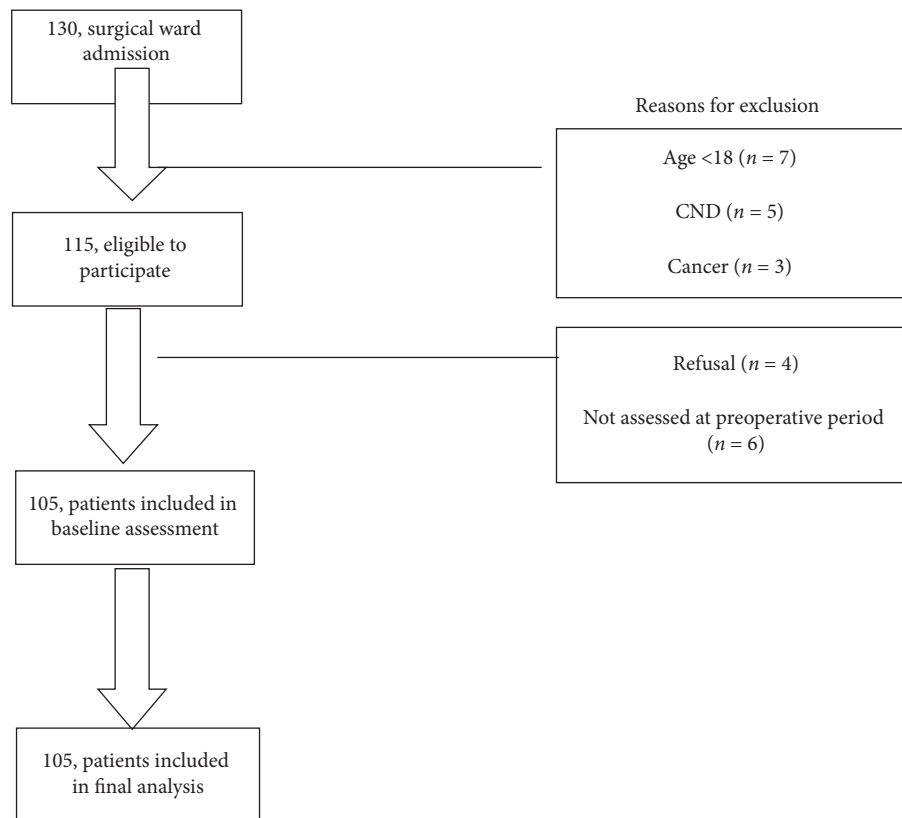 130, surgical ward
admission
Reasons for exclusion
Age <18 (n = 7)
CND (n = 5)
Cancer (n = 3)
115, eligible to
participate
Refusal (n = 4)
Not assessed at preoperative period
(n = 6)
105, patients included in
baseline assessment
105, patients included
in final analysis